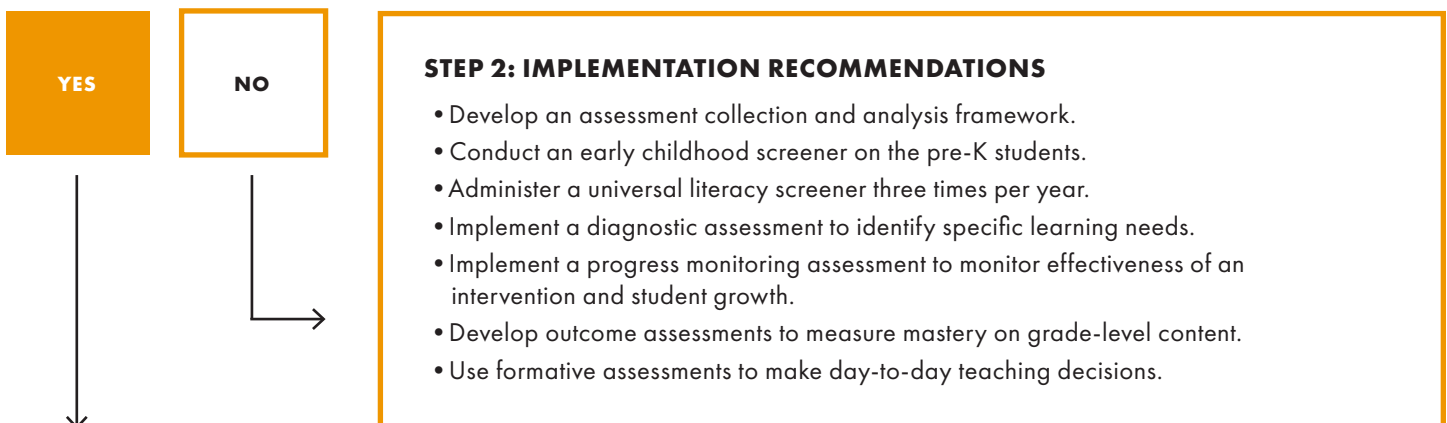 YES
NO
STEP 2: IMPLEMENTATION RECOMMENDATIONS
• Develop an assessment collection and analysis framework.
• Conduct an early childhood screener on the pre-K students.
• Administer a universal literacy screener three times per year.
• Implement a diagnostic assessment to identify specific learning needs.
• Implement a progress monitoring assessment to monitor effectiveness of an
intervention and student growth.
• Develop outcome assessments to measure mastery on grade-level content.
• Use formative assessments to make day-to-day teaching decisions.